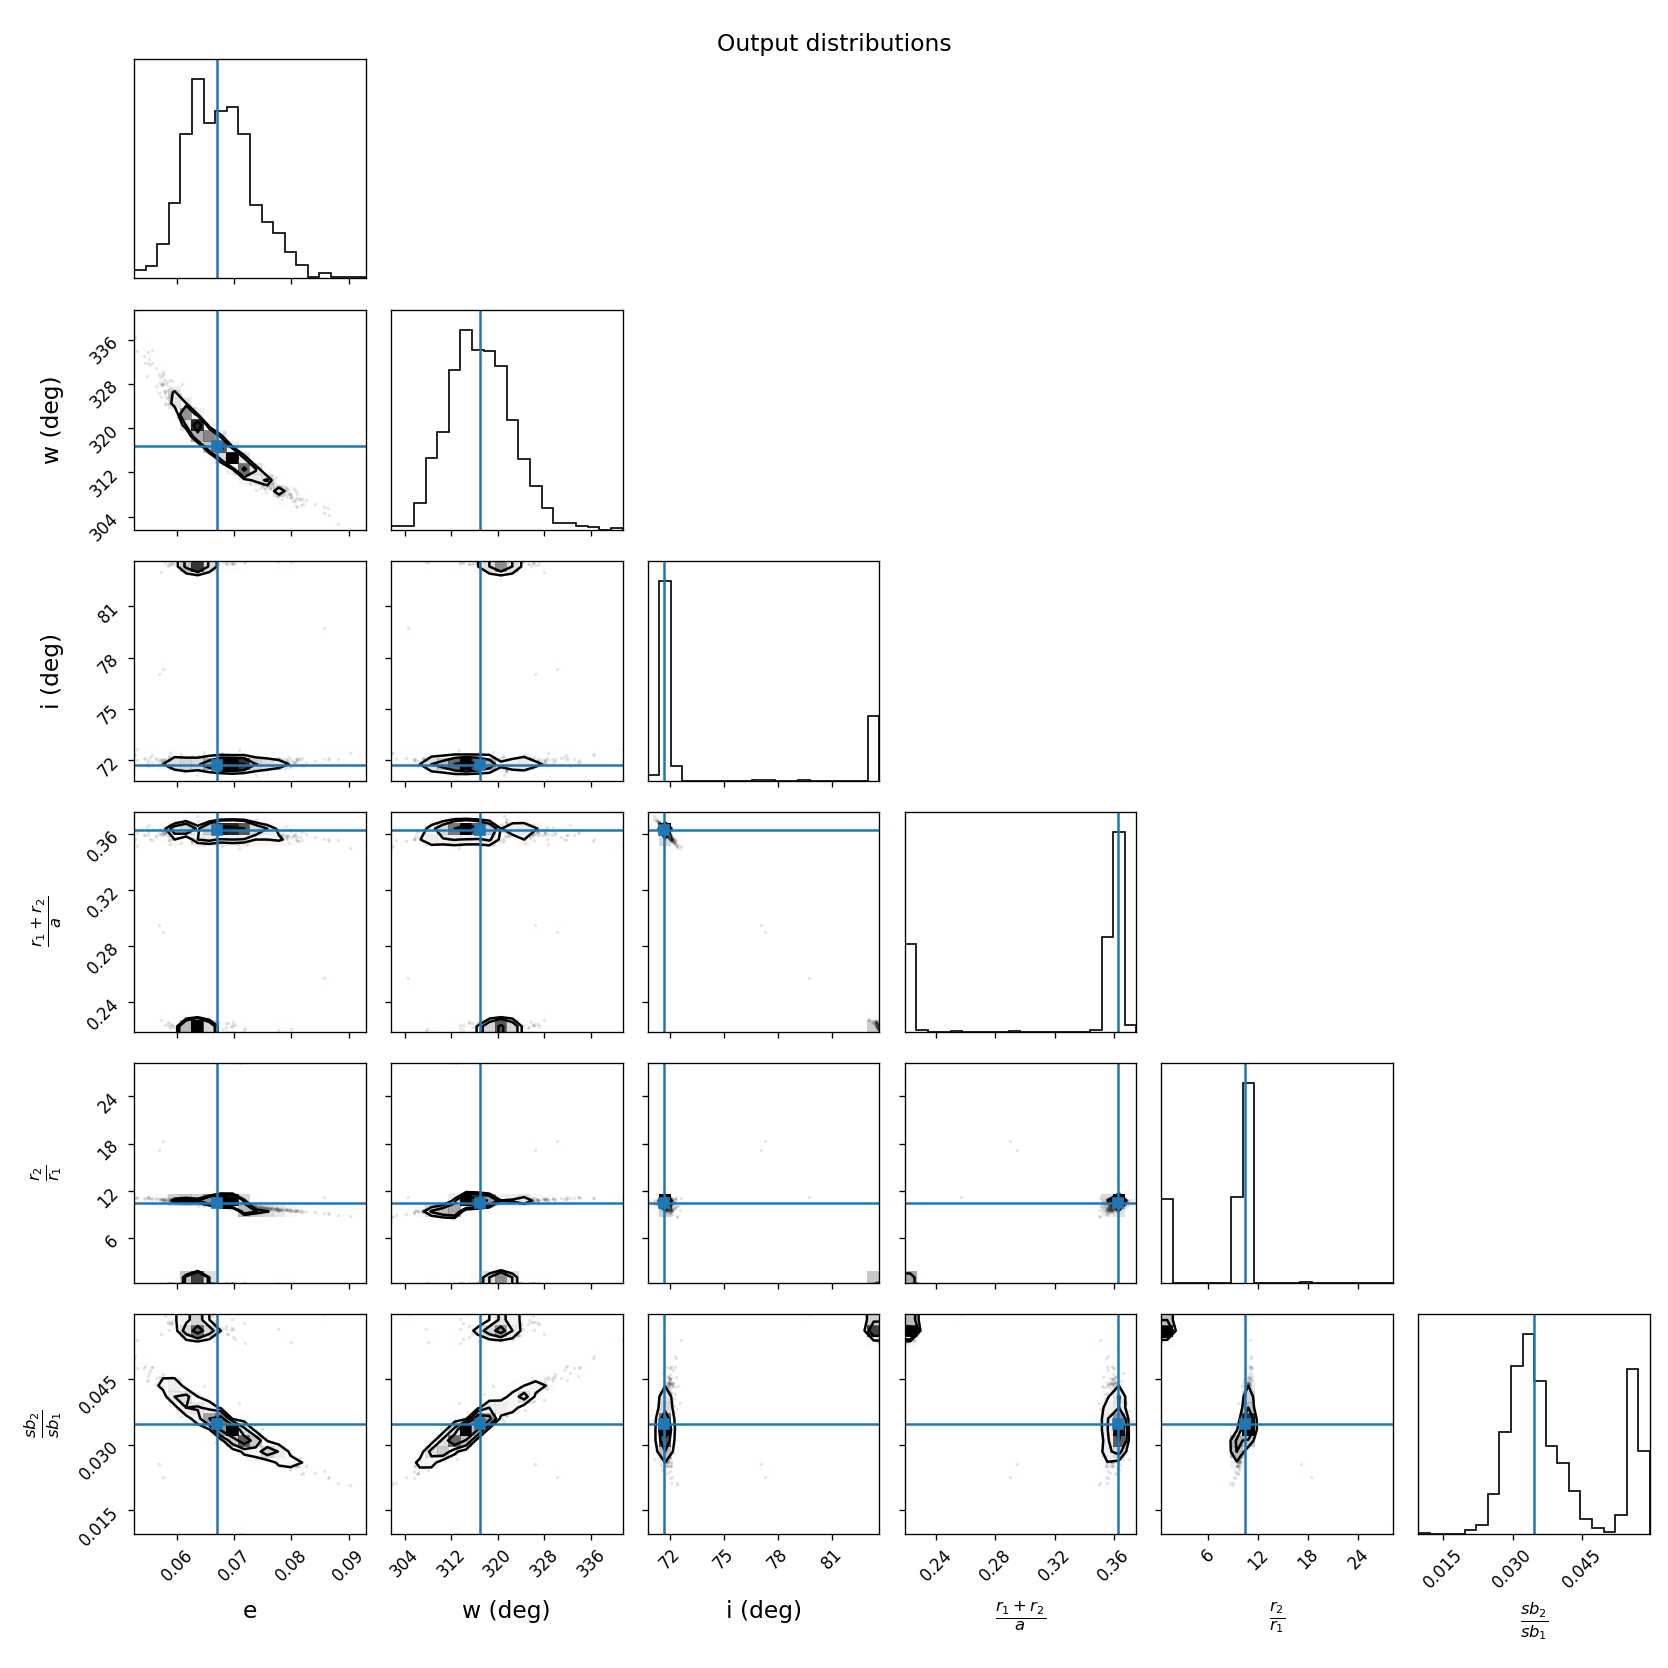 Output distributions
w (deg)
336
328
320
312
304
i (deg)
81
78
75
72
r₁ + r₂
a
0.36
0.32
0.28
0.24
r₂
r₁
24
18
12
6
sb₂
sb₁
0.045
0.030
0.015
0.06 0.07 0.08 0.09 304 312 320 328 336 72 75 78 81 0.24 0.28 0.32 0.36 6 12 18 24 0.015 0.030 0.045
e w (deg) i (deg) r₁ + r₂ / a r₂ / r₁ sb₂ / sb₁